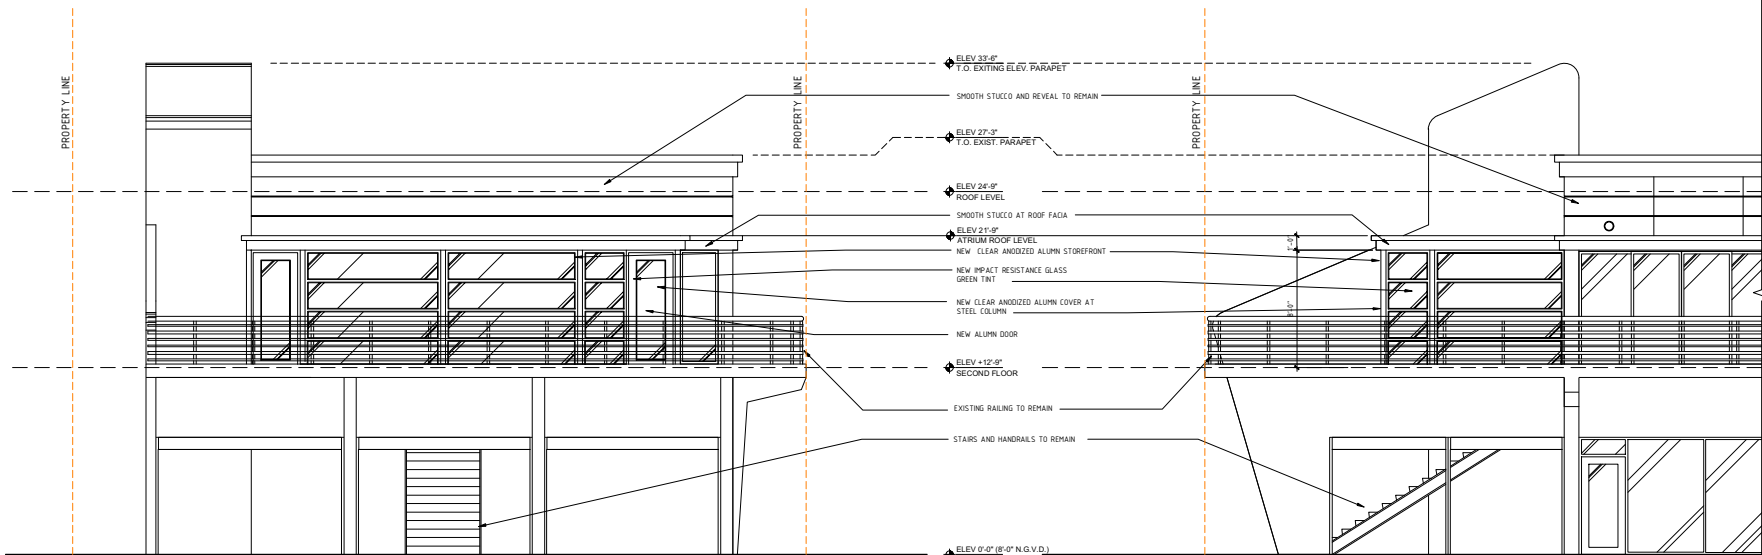 PROPERTY LINE
PROPERTY LINE
PROPERTY LINE
ELEV 33'-6"
T.O. EXITING ELEV. PARAPET
SMOOTH STUCCO AND REVEAL TO REMAIN
ELEV 27'-3"
T.O. EXIST. PARAPET
ELEV 24'-9"
ROOF LEVEL
SMOOTH STUCCO AT ROOF FACIA
ELEV 21'-9"
ATRIUM ROOF LEVEL
NEW CLEAR ANODIZED ALUMN STOREFRONT
NEW IMPACT RESISTANCE GLASS
GREEN TINT
NEW CLEAR ANODIZED ALUMN COVER AT
STEEL COLUMN
NEW ALUMN DOOR
ELEV +12'-9"
SECOND FLOOR
EXISTING RAILING TO REMAIN
STAIRS AND HANDRAILS TO REMAIN
ELEV 0'-0" (8'-0" N.G.V.D.)